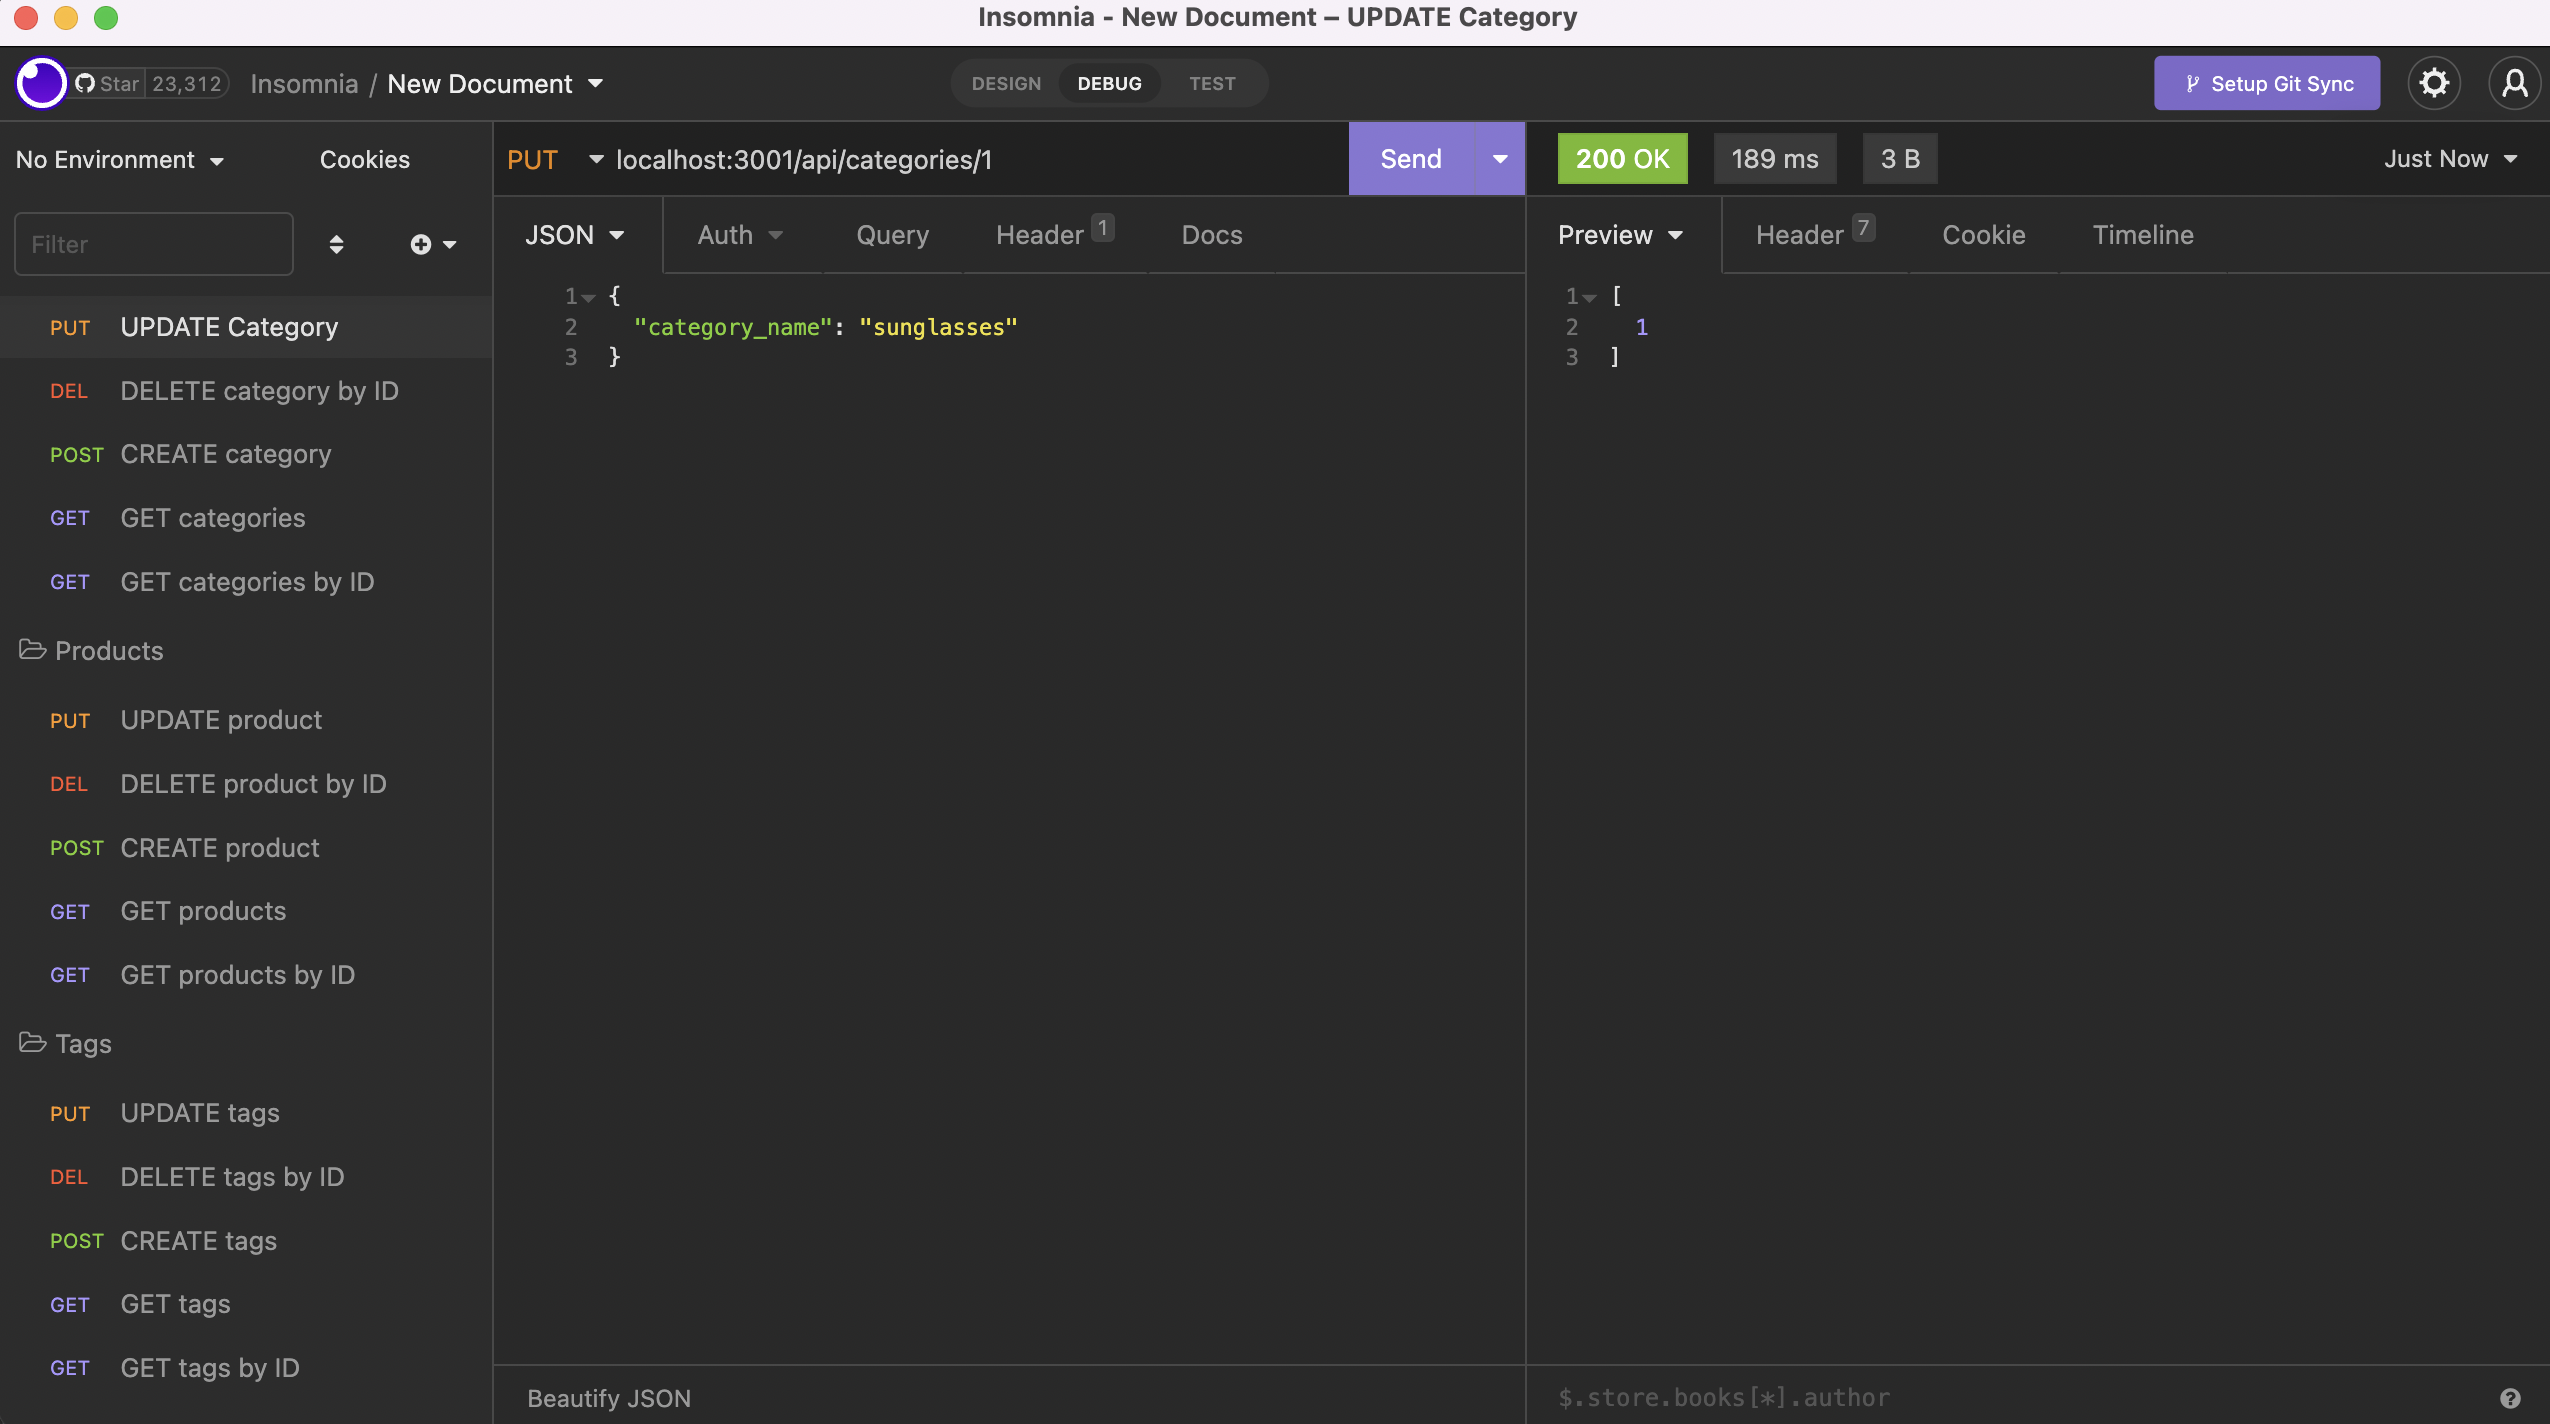 Insomnia - New Document – UPDATE Category
Star 23,312 Insomnia / New Document DESIGN DEBUG TEST Setup Git Sync
No Environment Cookies
Filter
PUT UPDATE Category
DEL DELETE category by ID
POST CREATE category
GET GET categories
GET GET categories by ID
Products
PUT UPDATE product
DEL DELETE product by ID
POST CREATE product
GET GET products
GET GET products by ID
Tags
PUT UPDATE tags
DEL DELETE tags by ID
POST CREATE tags
GET GET tags
GET GET tags by ID
PUT localhost:3001/api/categories/1 Send
JSON Auth Query Header 1 Docs
1 {
2 "category_name": "sunglasses"
3 }
Beautify JSON
200 OK 189 ms 3 B Just Now
Preview Header 7 Cookie Timeline
1 [
2 1
3 ]
$.store.books[*].author